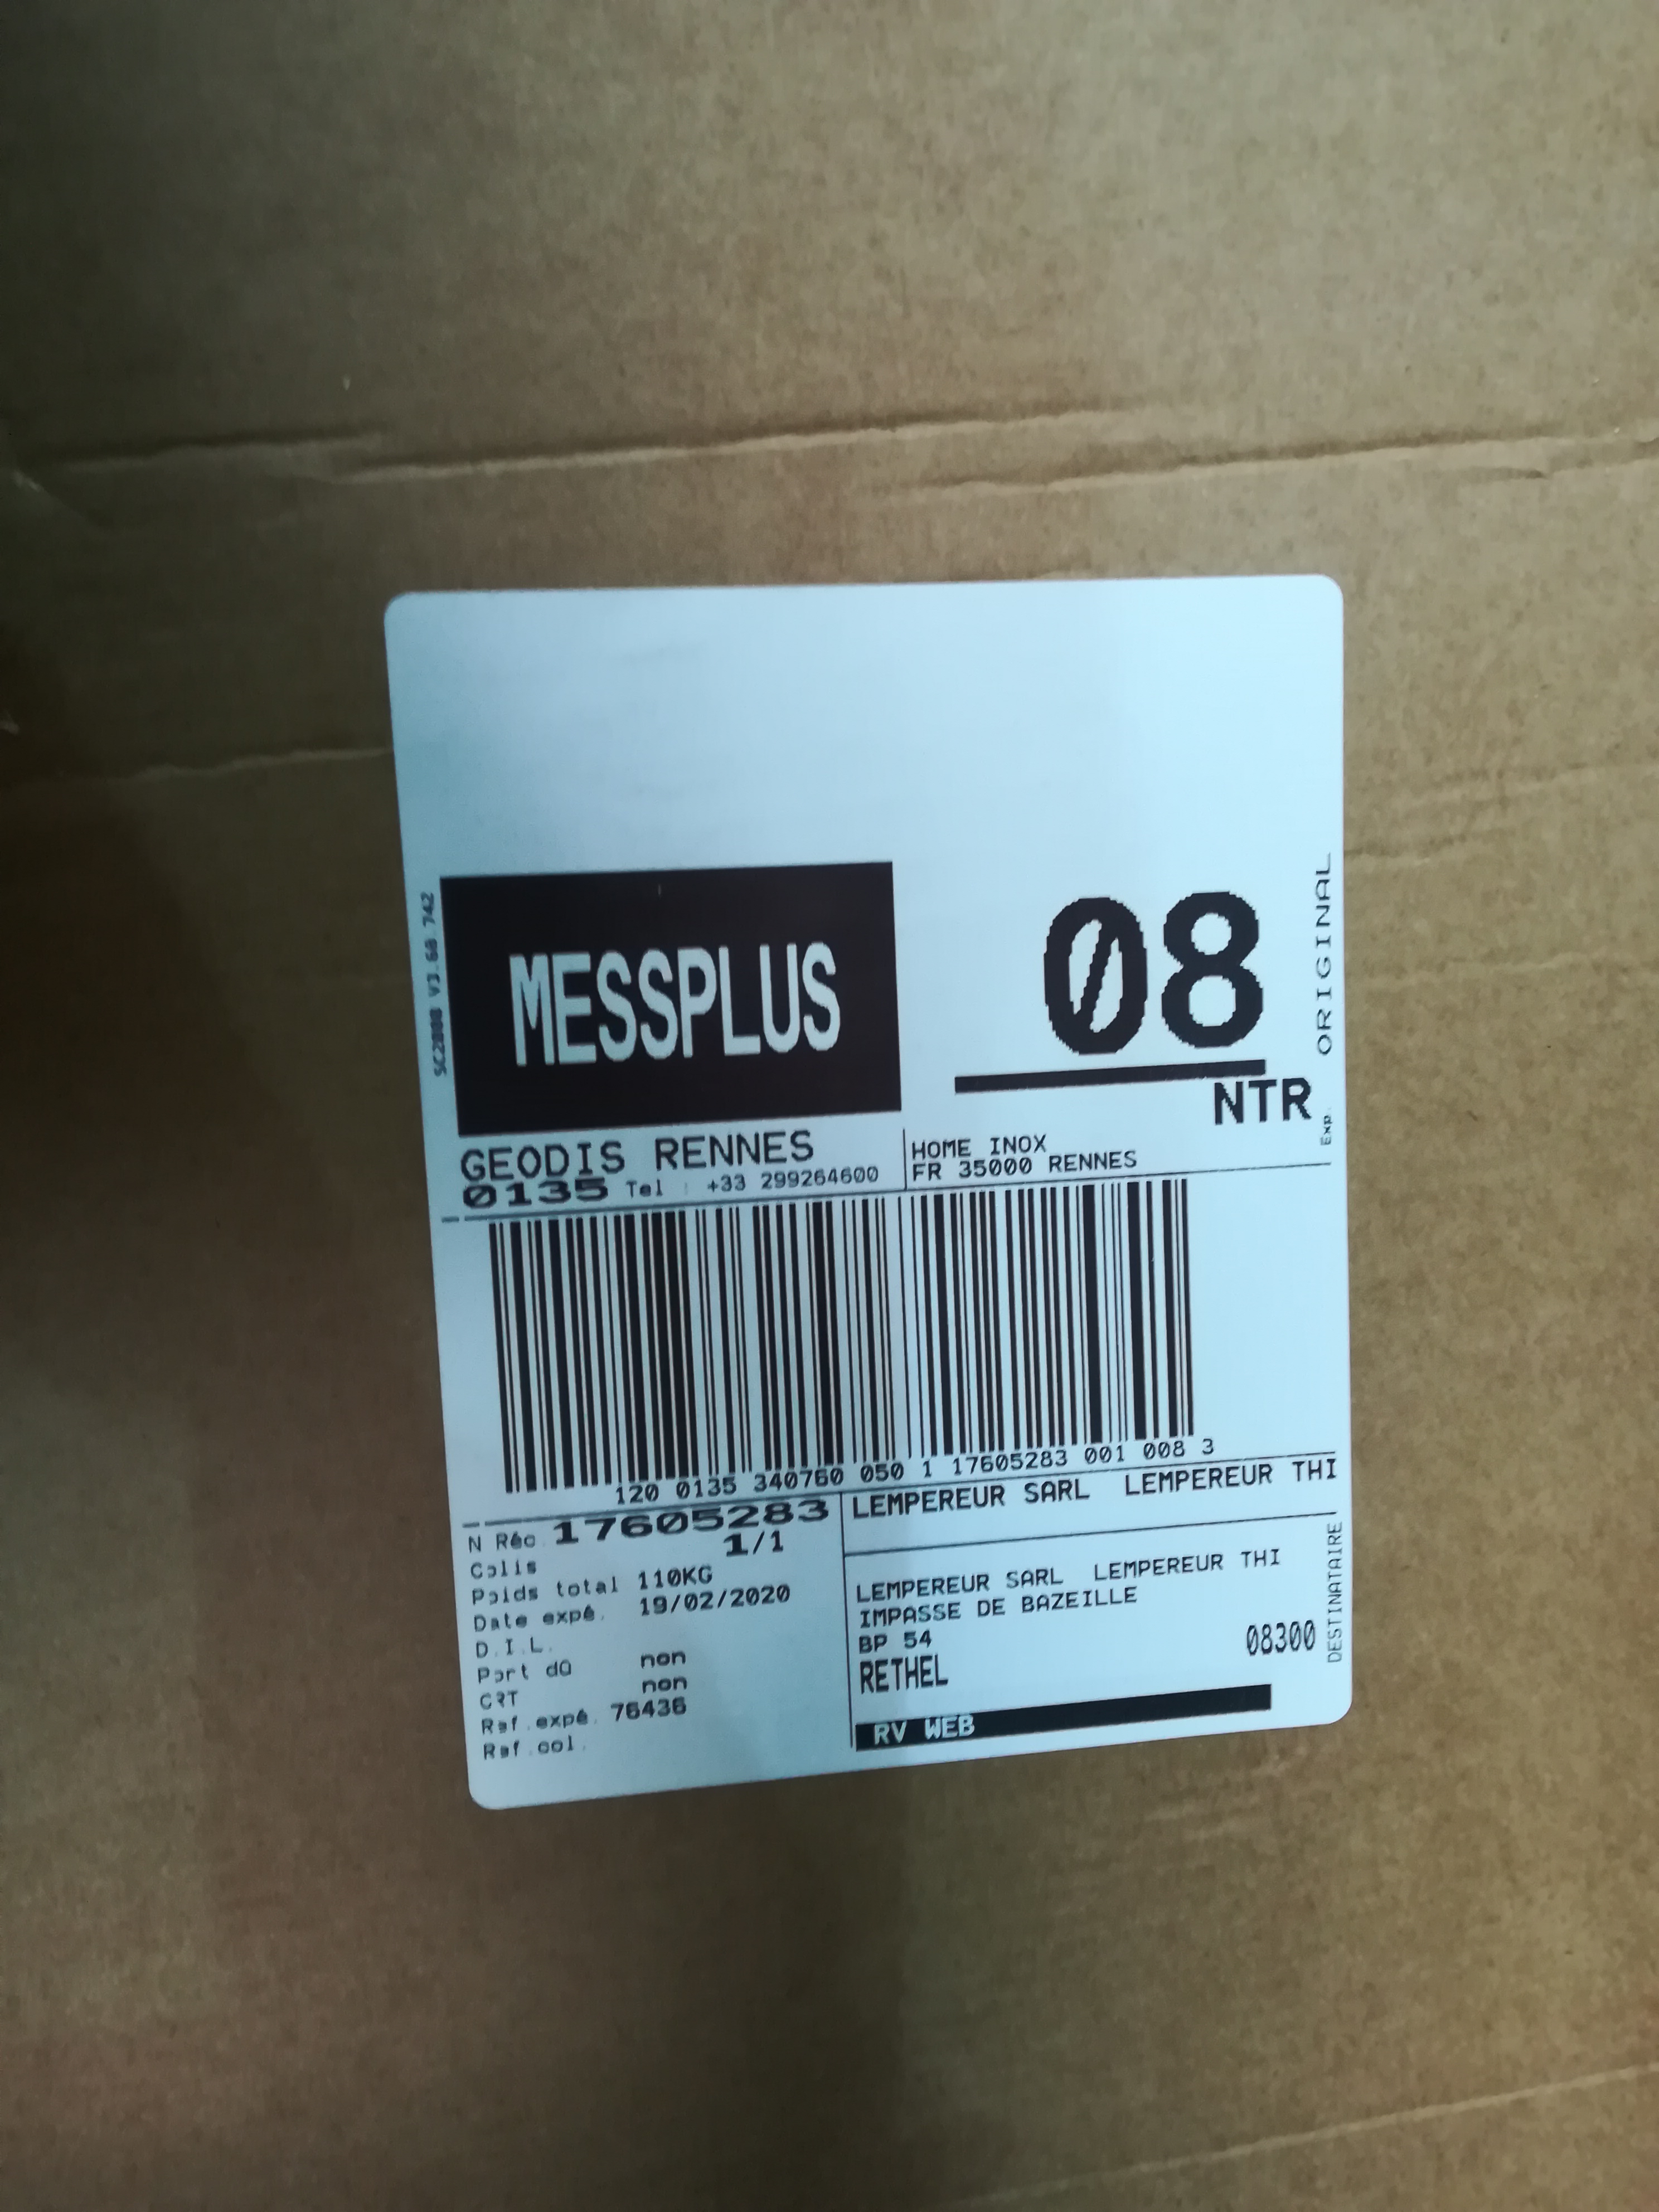 SC2000 V3.60 742
MESSPLUS
08
NTR
ORIGINAL
GEODIS RENNES
0135 Tel : +33 299264600
Exp.
HOME INOX
FR 35000 RENNES
120 0135 340760 050 1 17605283 001 008 3
N Réc. 17605283
Colis 1/1
Poids total 110KG
Date expé. 19/02/2020
D.I.L.
Port dû non
CRT non
Ref.expé. 76436
Ref.col.
LEMPEREUR SARL LEMPEREUR THI
LEMPEREUR SARL LEMPEREUR THI
IMPASSE DE BAZEILLE
BP 54
RETHEL 08300
DESTINATAIRE
RV WEB